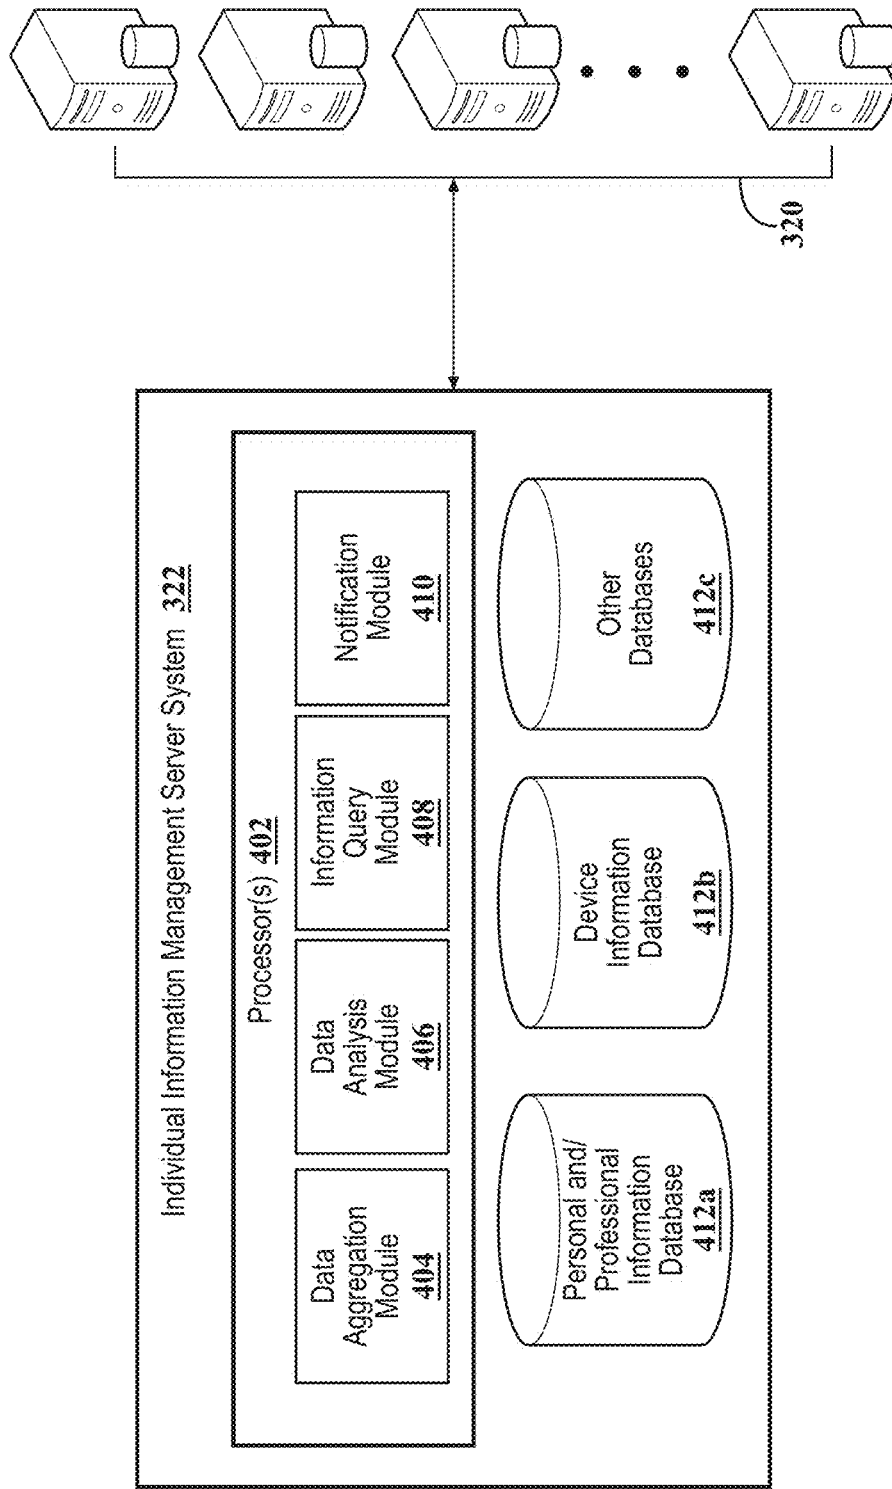 Individual Information Management Server System 322
Processor(s) 402
Data
Aggregation
Module
404
Data
Analysis
Module
406
Information
Query
Module
408
Notification
Module
410
Personal and/
Professional
Information
Database
412a
Device
Information
Database
412b
Other
Databases
412c
320